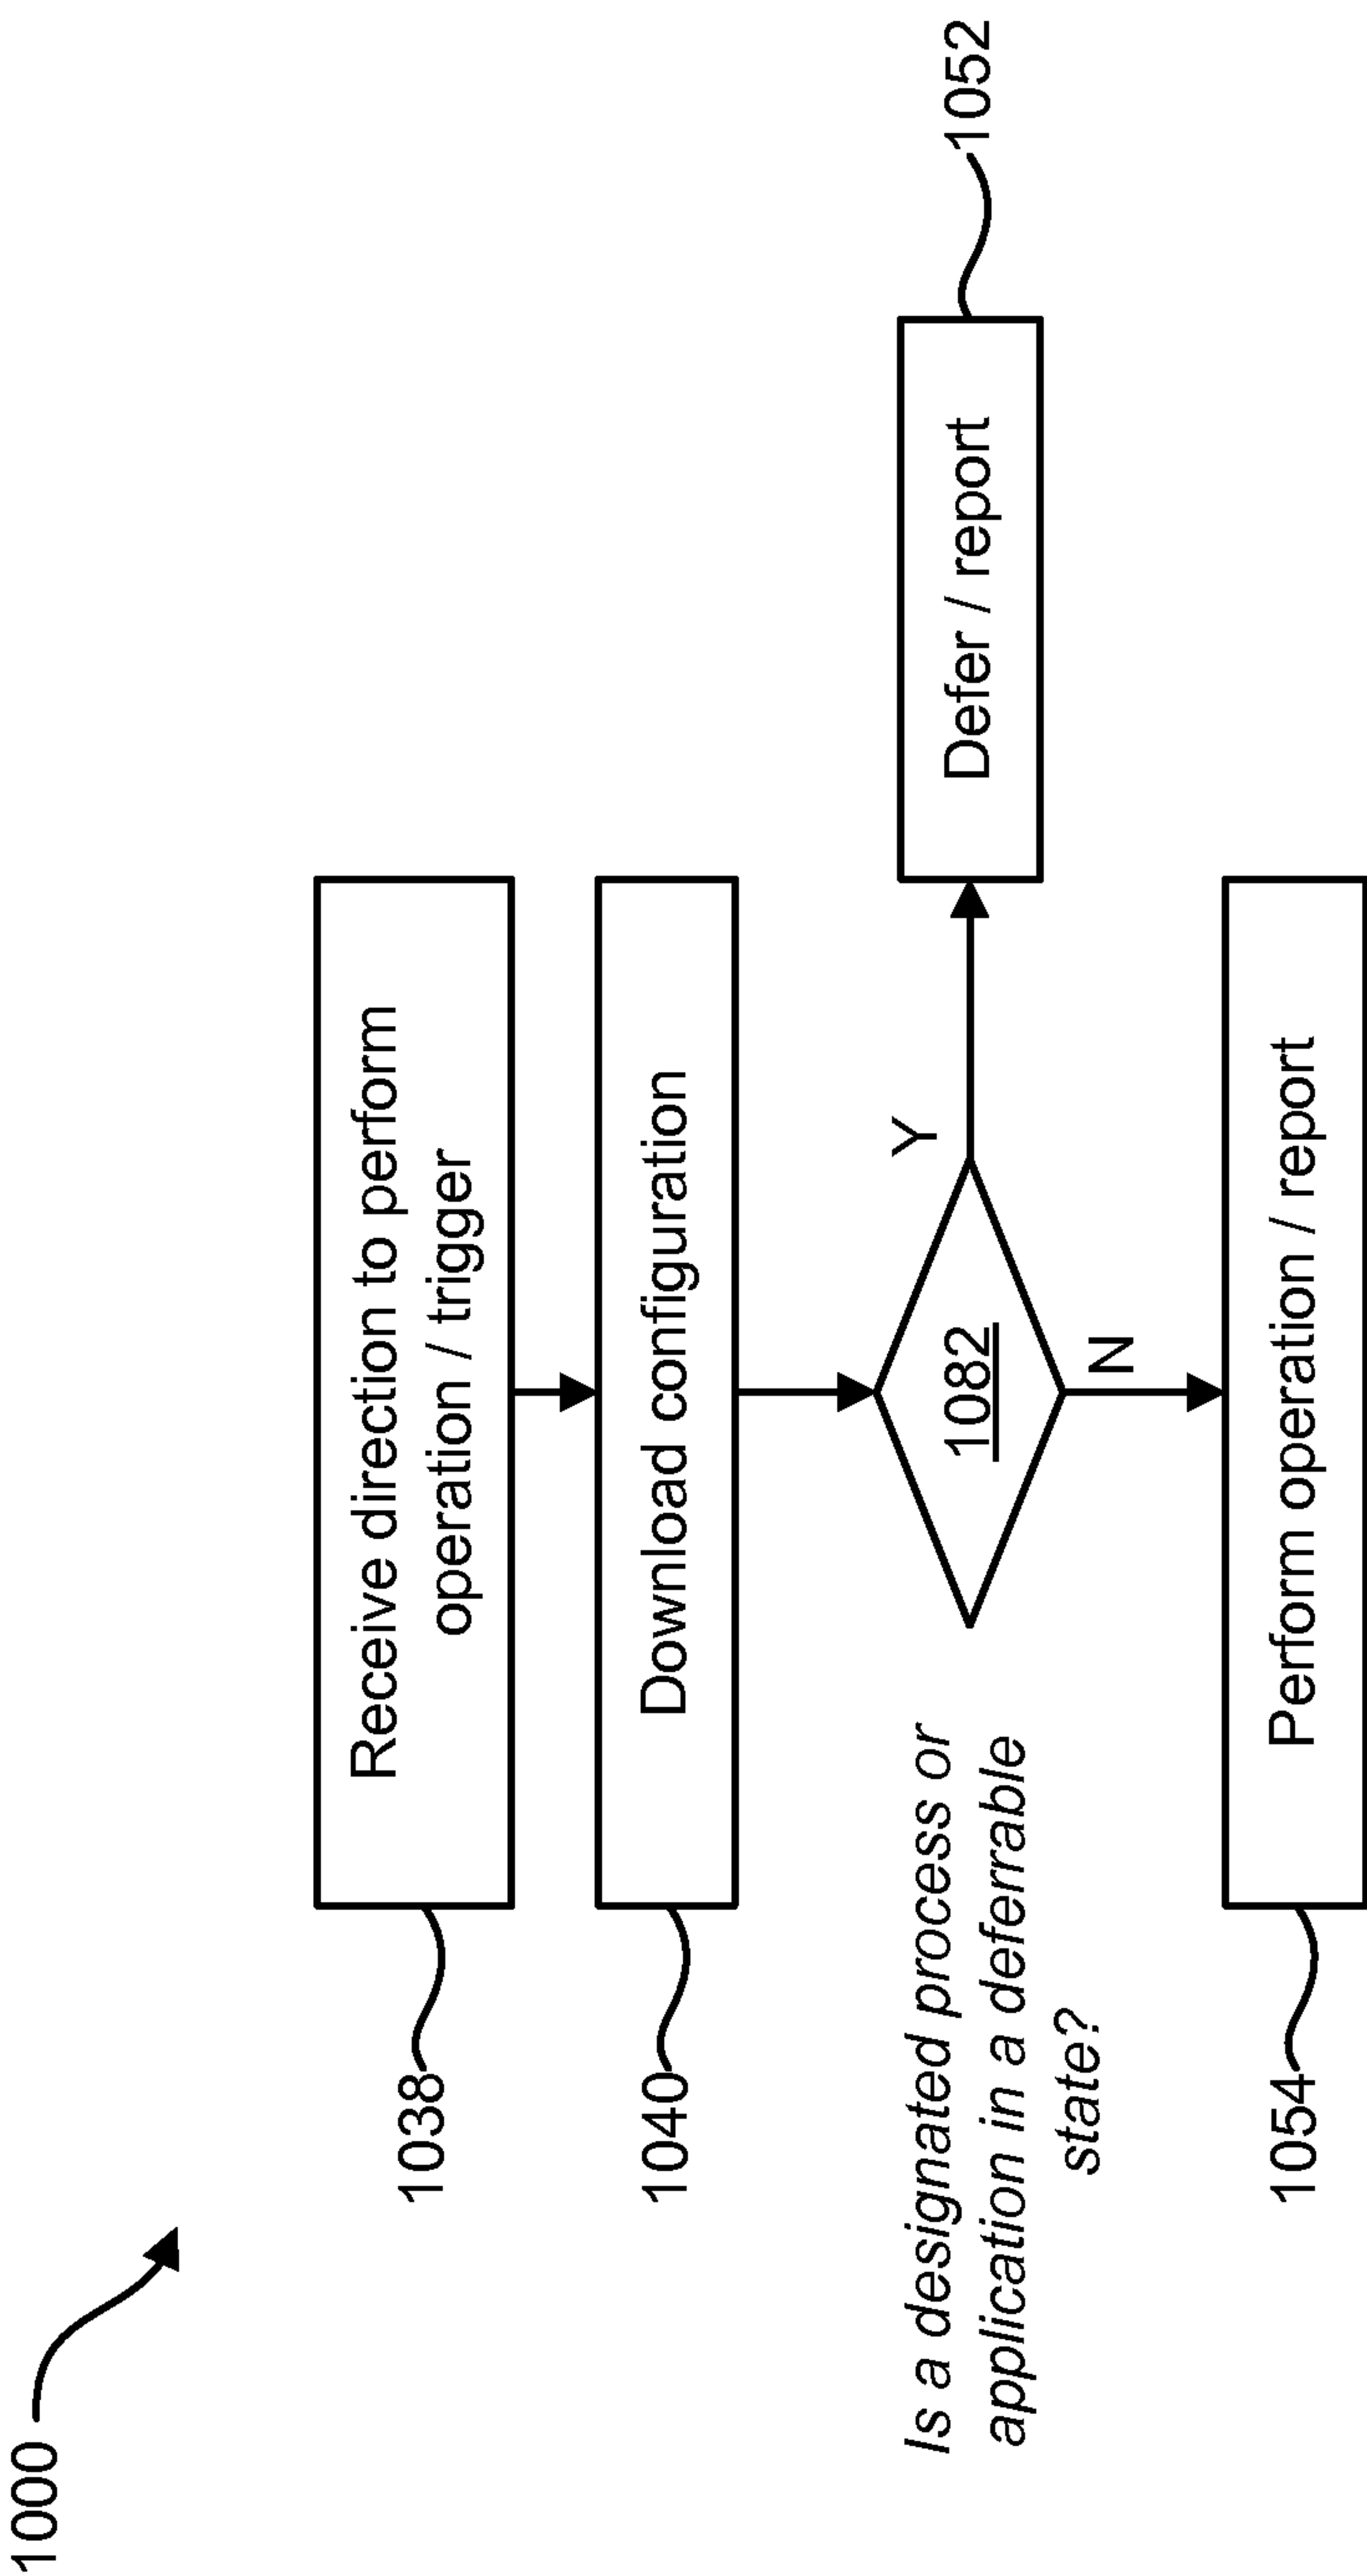 1000
1038
Receive direction to perform
operation / trigger
1040
Download configuration
Is a designated process or
application in a deferrable
state?
1082
Y
Defer / report
1052
N
1054
Perform operation / report